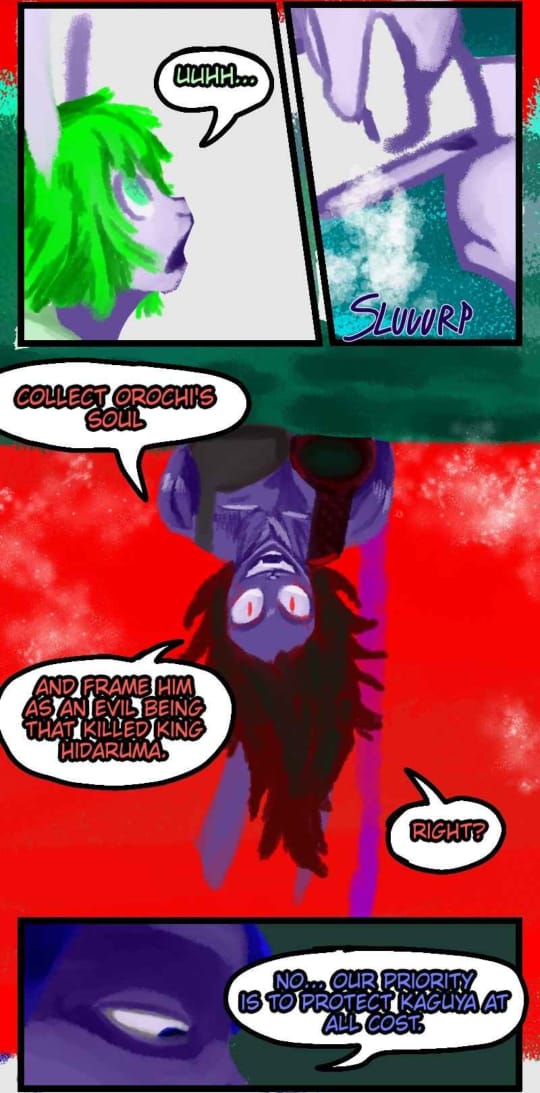 UUHH...
SLUUURP
COLLECT OROCHI'S
SOUL
AND FRAME HIM
AS AN EVIL BEING
THAT KILLED KING
HIDARUMA.
RIGHT?
NO... OUR PRIORITY
IS TO PROTECT KAGUYA AT
ALL COST.